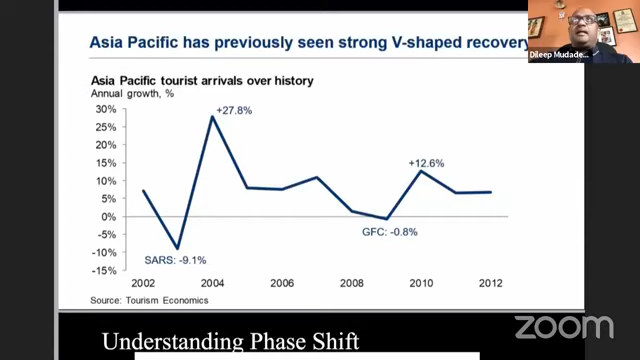 Asia Pacific has previously seen strong V-shaped recovery
Dileep Mudade...
Asia Pacific tourist arrivals over history
Annual growth, %
30%
25%
20%
15%
10%
5%
0%
-5%
-10%
-15%
+27.8%
+12.6%
SARS: -9.1%
GFC: -0.8%
2002 2004 2006 2008 2010 2012
Source: Tourism Economics
zoom
Understanding Phase Shift